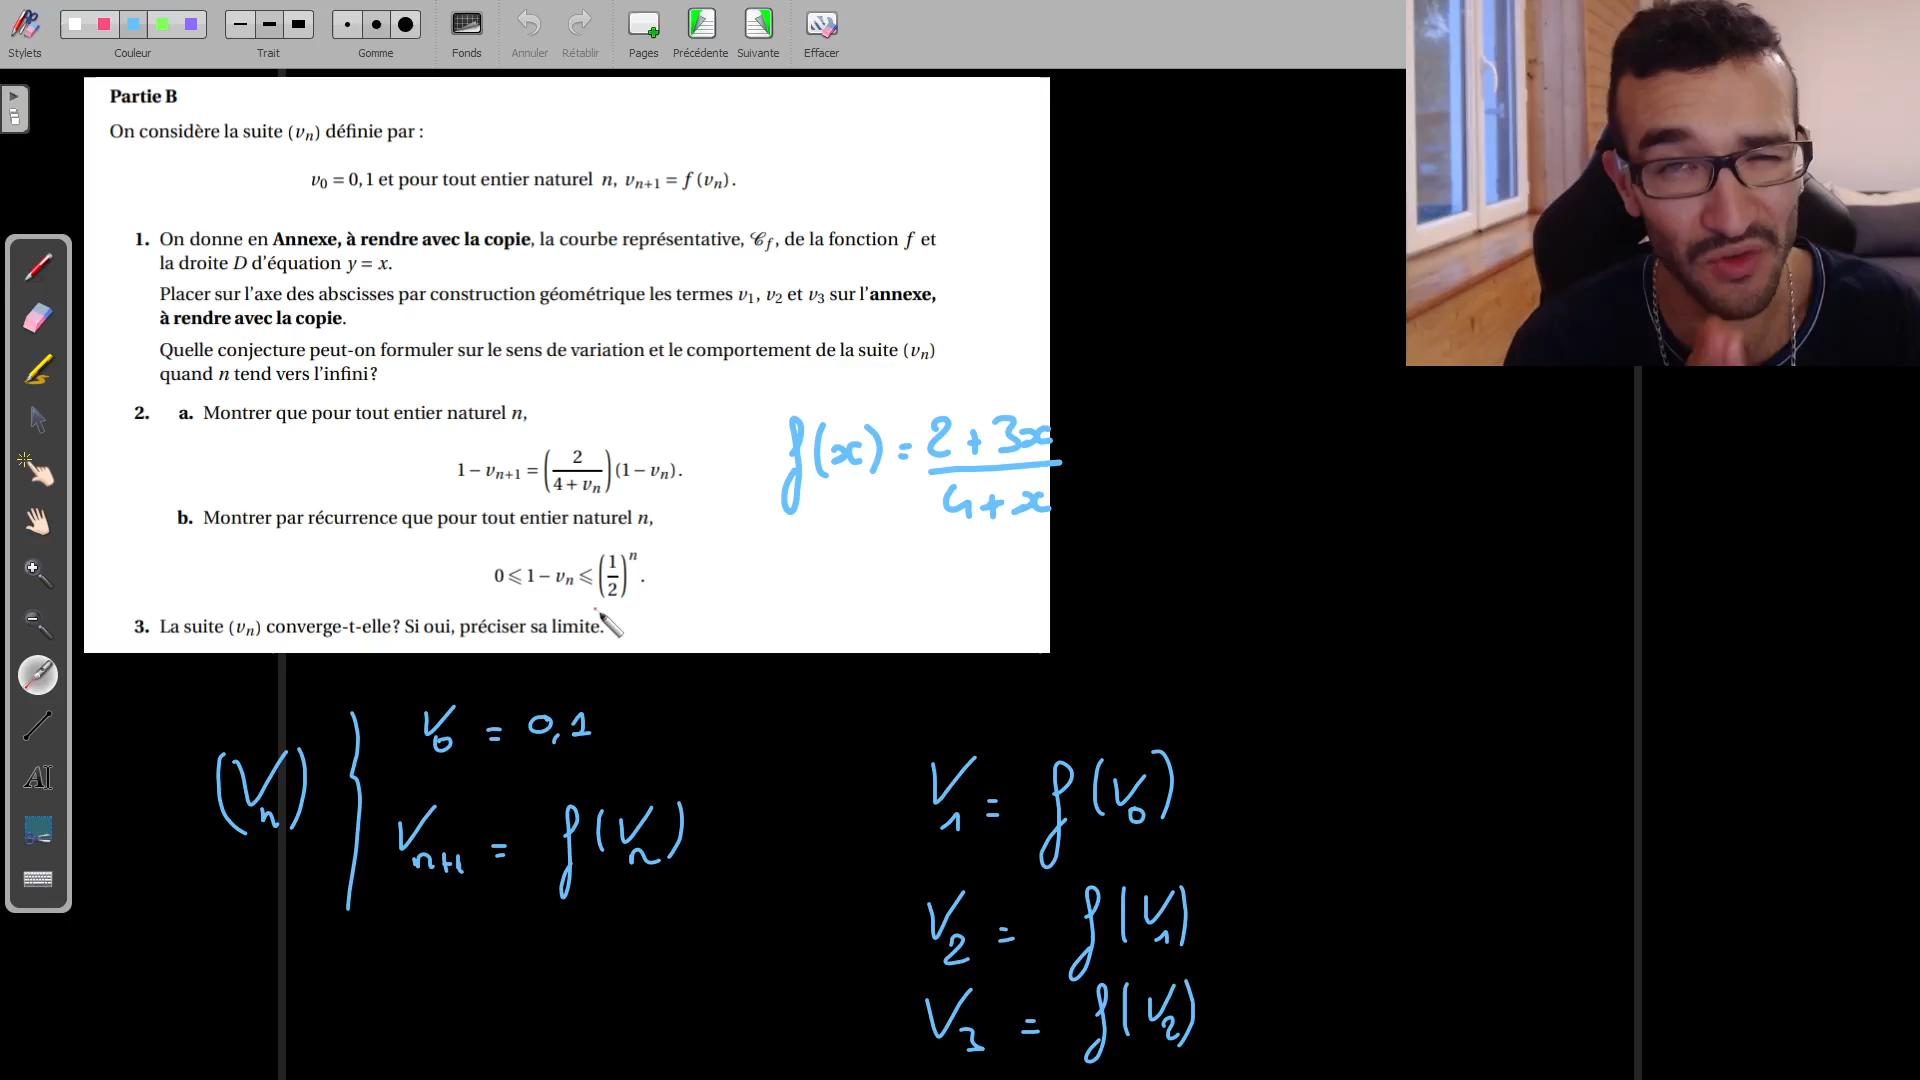 Stylets Couleur Trait Gomme Fonds Annuler Rétablir Pages Précédente Suivante Effacer
Partie B
On considère la suite (vₙ) définie par :
v₀ = 0,1 et pour tout entier naturel n, vₙ₊₁ = f (vₙ).
1. On donne en Annexe, à rendre avec la copie, la courbe représentative, 𝒞f, de la fonction f et
la droite D d'équation y = x.
Placer sur l'axe des abscisses par construction géométrique les termes v₁, v₂ et v₃ sur l'annexe,
à rendre avec la copie.
Quelle conjecture peut-on formuler sur le sens de variation et le comportement de la suite (vₙ)
quand n tend vers l'infini ?
2. a. Montrer que pour tout entier naturel n,
1 − vₙ₊₁ = (2/(4 + vₙ)) (1 − vₙ).
f(x) = (2 + 3x)/(4 + x)
b. Montrer par récurrence que pour tout entier naturel n,
0 ⩽ 1 − vₙ ⩽ (1/2)ⁿ.
3. La suite (vₙ) converge-t-elle ? Si oui, préciser sa limite.
(Vₙ) { V₀ = 0,1
Vₙ₊₁ = f(Vₙ)
V₁ = f(V₀)
V₂ = f(V₁)
V₃ = f(V₂)
AI